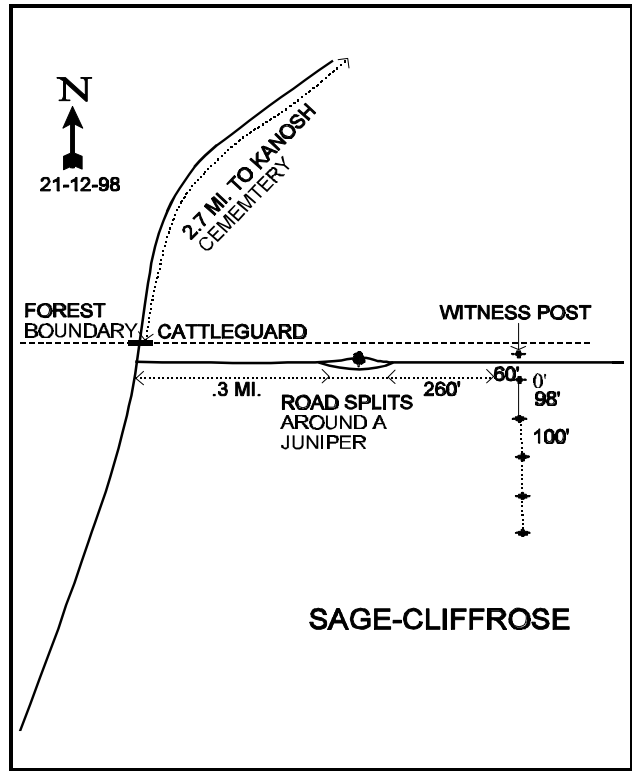 N
21-12-98
2.7 MI. TO KANOSH
CEMEMTERY
FOREST
BOUNDARY
CATTLEGUARD
WITNESS POST
.3 MI.
260'
60'
0'
98'
100'
ROAD SPLITS
AROUND A
JUNIPER
SAGE-CLIFFROSE